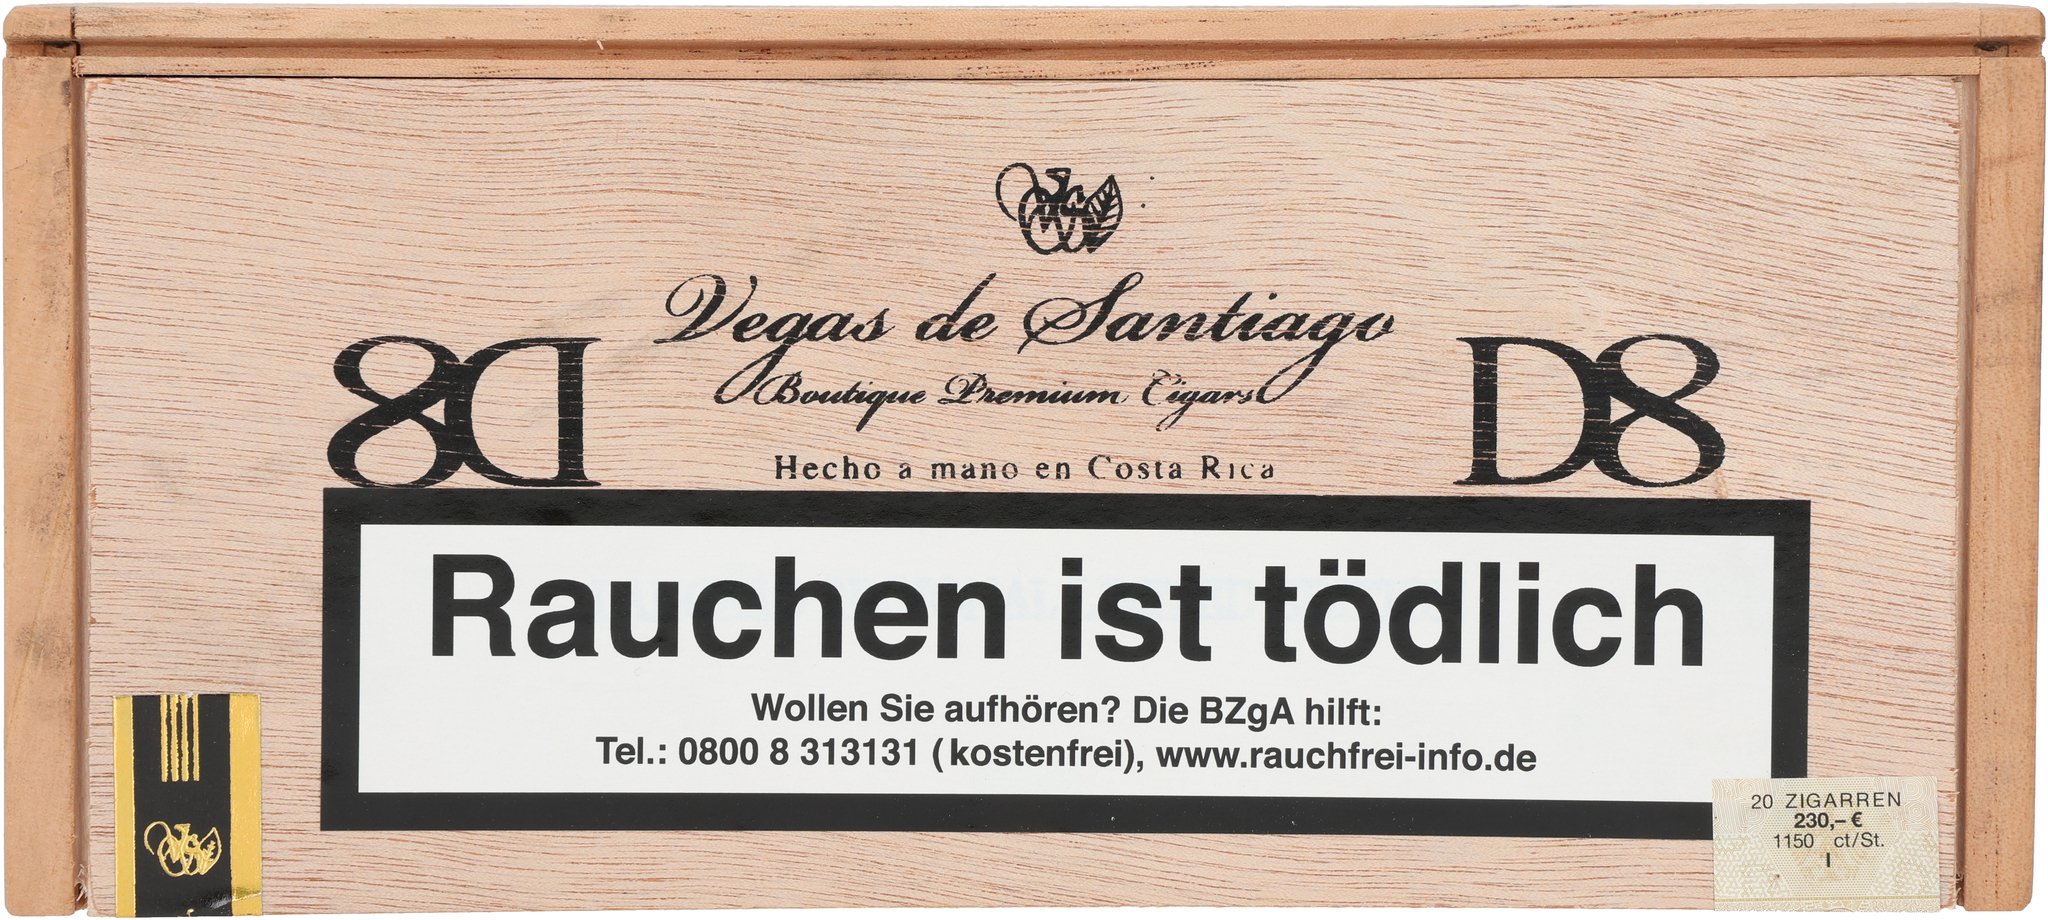 Vegas de Santiago
Boutique Premium Cigars
8D
D8
Hecho a mano en Costa Rica
Rauchen ist tödlich
Wollen Sie aufhören? Die BZgA hilft:
Tel.: 0800 8 313131 (kostenfrei), www.rauchfrei-info.de
20 ZIGARREN
230,– €
1150 ct/St.
I